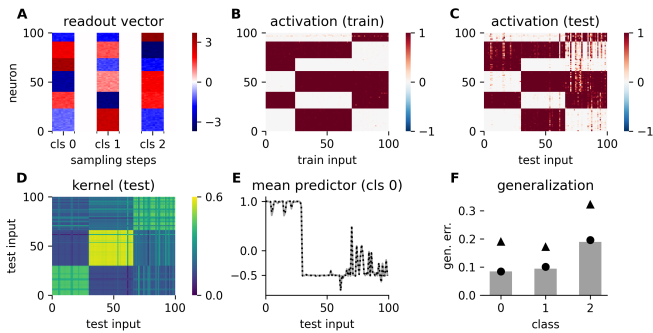 A readout vector
neuron
100
50
0
cls 0 cls 1 cls 2
sampling steps
3
0
−3
B activation (train)
100
50
0
0 50 100
train input
1
0
−1
C activation (test)
100
50
0
0 50 100
test input
1
0
−1
D kernel (test)
test input
100
50
0
0 50 100
test input
0.6
0.0
E mean predictor (cls 0)
1.0
0.0
−0.5
0 50 100
test input
F generalization
gen. err.
0.3
0.2
0.1
0.0
0 1 2
class